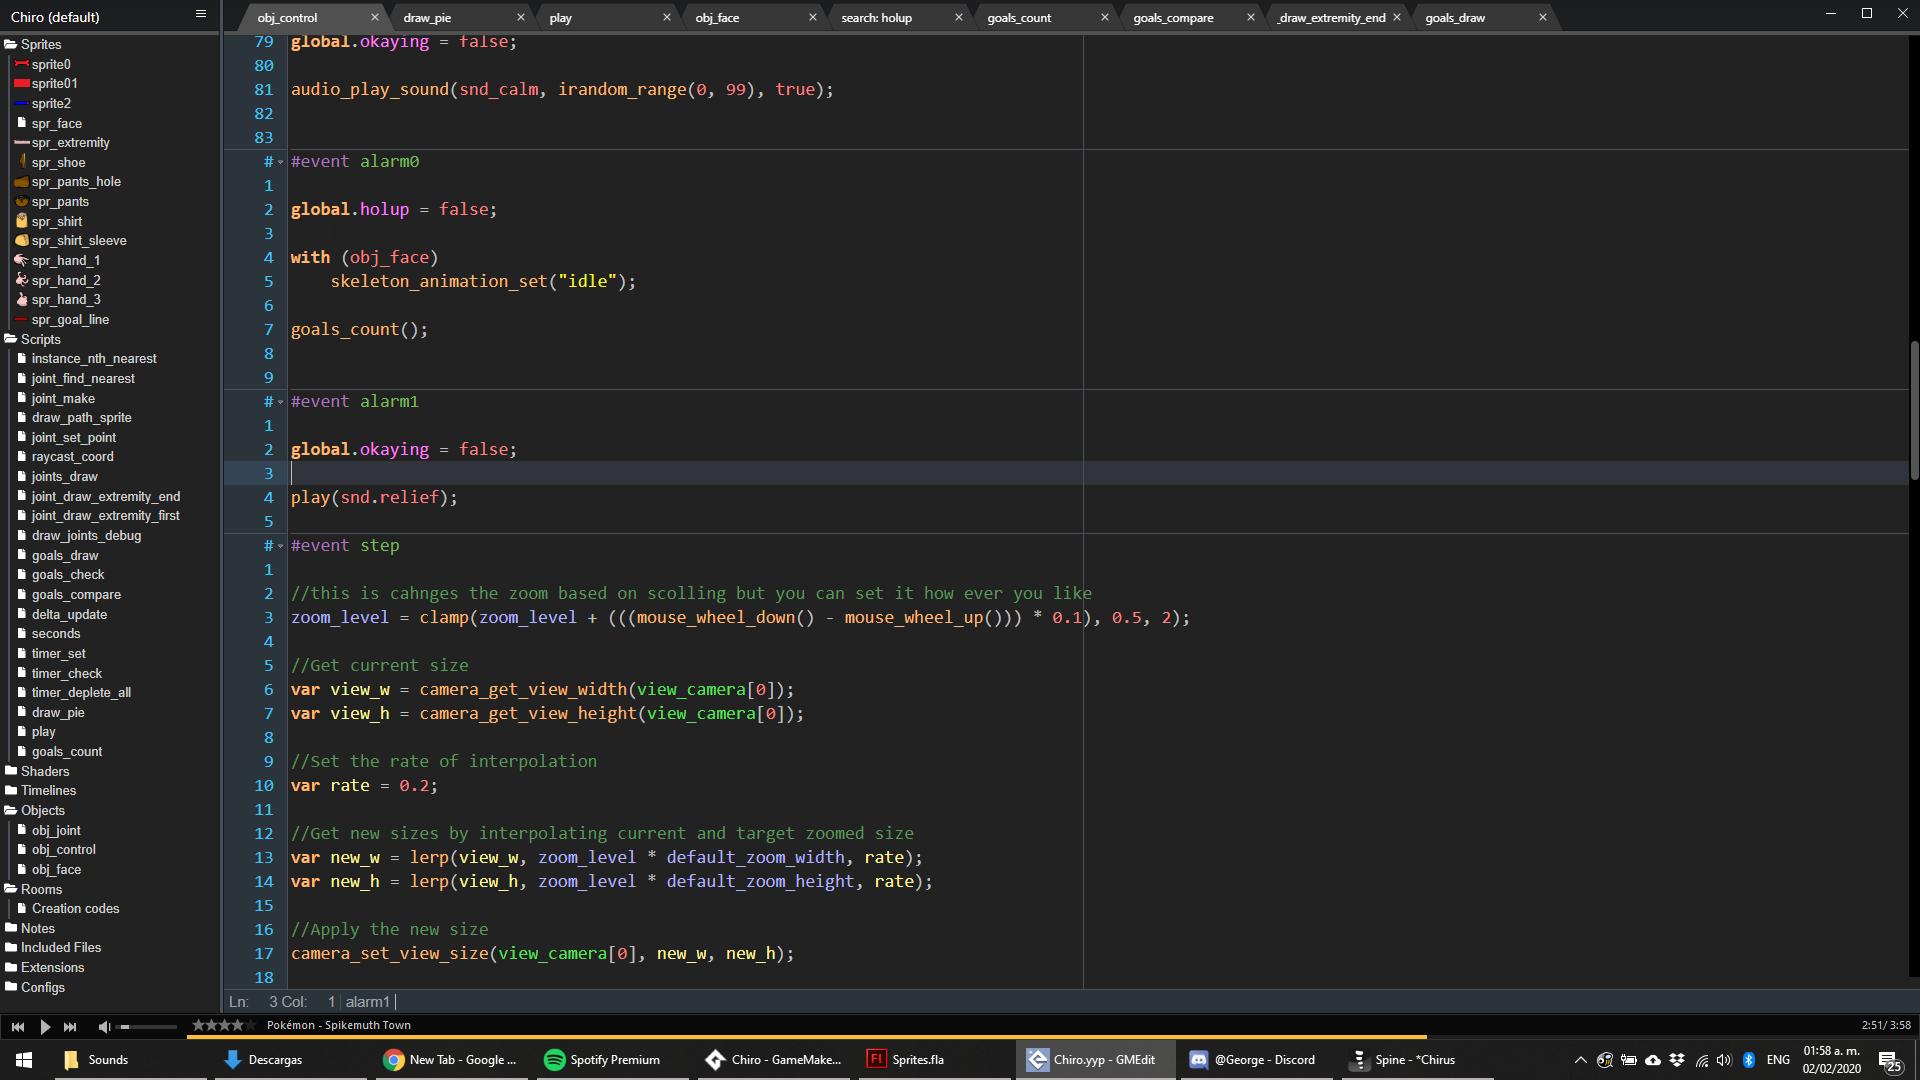 Chiro (default)
obj_control
draw_pie
play
obj_face
search: holup
goals_count
goals_compare
_draw_extremity_end
goals_draw
Sprites
sprite0
sprite01
sprite2
spr_face
spr_extremity
spr_shoe
spr_pants_hole
spr_pants
spr_shirt
spr_shirt_sleeve
spr_hand_1
spr_hand_2
spr_hand_3
spr_goal_line
Scripts
instance_nth_nearest
joint_find_nearest
joint_make
draw_path_sprite
joint_set_point
raycast_coord
joints_draw
joint_draw_extremity_end
joint_draw_extremity_first
draw_joints_debug
goals_draw
goals_check
goals_compare
delta_update
seconds
timer_set
timer_check
timer_deplete_all
draw_pie
play
goals_count
Shaders
Timelines
Objects
obj_joint
obj_control
obj_face
Rooms
Creation codes
Notes
Included Files
Extensions
Configs
79 global.okaying = false;
80
81 audio_play_sound(snd_calm, irandom_range(0, 99), true);
82
83
# #event alarm0
1
2 global.holup = false;
3
4 with (obj_face)
5 skeleton_animation_set("idle");
6
7 goals_count();
8
9
# #event alarm1
1
2 global.okaying = false;
3
4 play(snd.relief);
5
# #event step
1
2 //this is cahnges the zoom based on scolling but you can set it how ever you like
3 zoom_level = clamp(zoom_level + (((mouse_wheel_down() - mouse_wheel_up())) * 0.1), 0.5, 2);
4
5 //Get current size
6 var view_w = camera_get_view_width(view_camera[0]);
7 var view_h = camera_get_view_height(view_camera[0]);
8
9 //Set the rate of interpolation
10 var rate = 0.2;
11
12 //Get new sizes by interpolating current and target zoomed size
13 var new_w = lerp(view_w, zoom_level * default_zoom_width, rate);
14 var new_h = lerp(view_h, zoom_level * default_zoom_height, rate);
15
16 //Apply the new size
17 camera_set_view_size(view_camera[0], new_w, new_h);
18
Ln: 3 Col: 1 alarm1
Pokémon - Spikemuth Town
2:51/ 3:58
Sounds
Descargas
New Tab - Google ...
Spotify Premium
Chiro - GameMake...
Fl
Sprites.fla
Chiro.yyp - GMEdit
@George - Discord
Spine - *Chirus
ENG
01:58 a. m.
02/02/2020
25